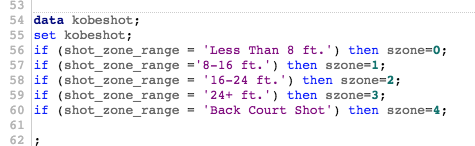 53
54 data kobeshot;
55 set kobeshot;
56 if (shot_zone_range = 'Less Than 8 ft.') then szone=0;
57 if (shot_zone_range ='8-16 ft.') then szone=1;
58 if (shot_zone_range = '16-24 ft.') then szone=2;
59 if (shot_zone_range = '24+ ft.') then szone=3;
60 if (shot_zone_range = 'Back Court Shot') then szone=4;
61
62 ;